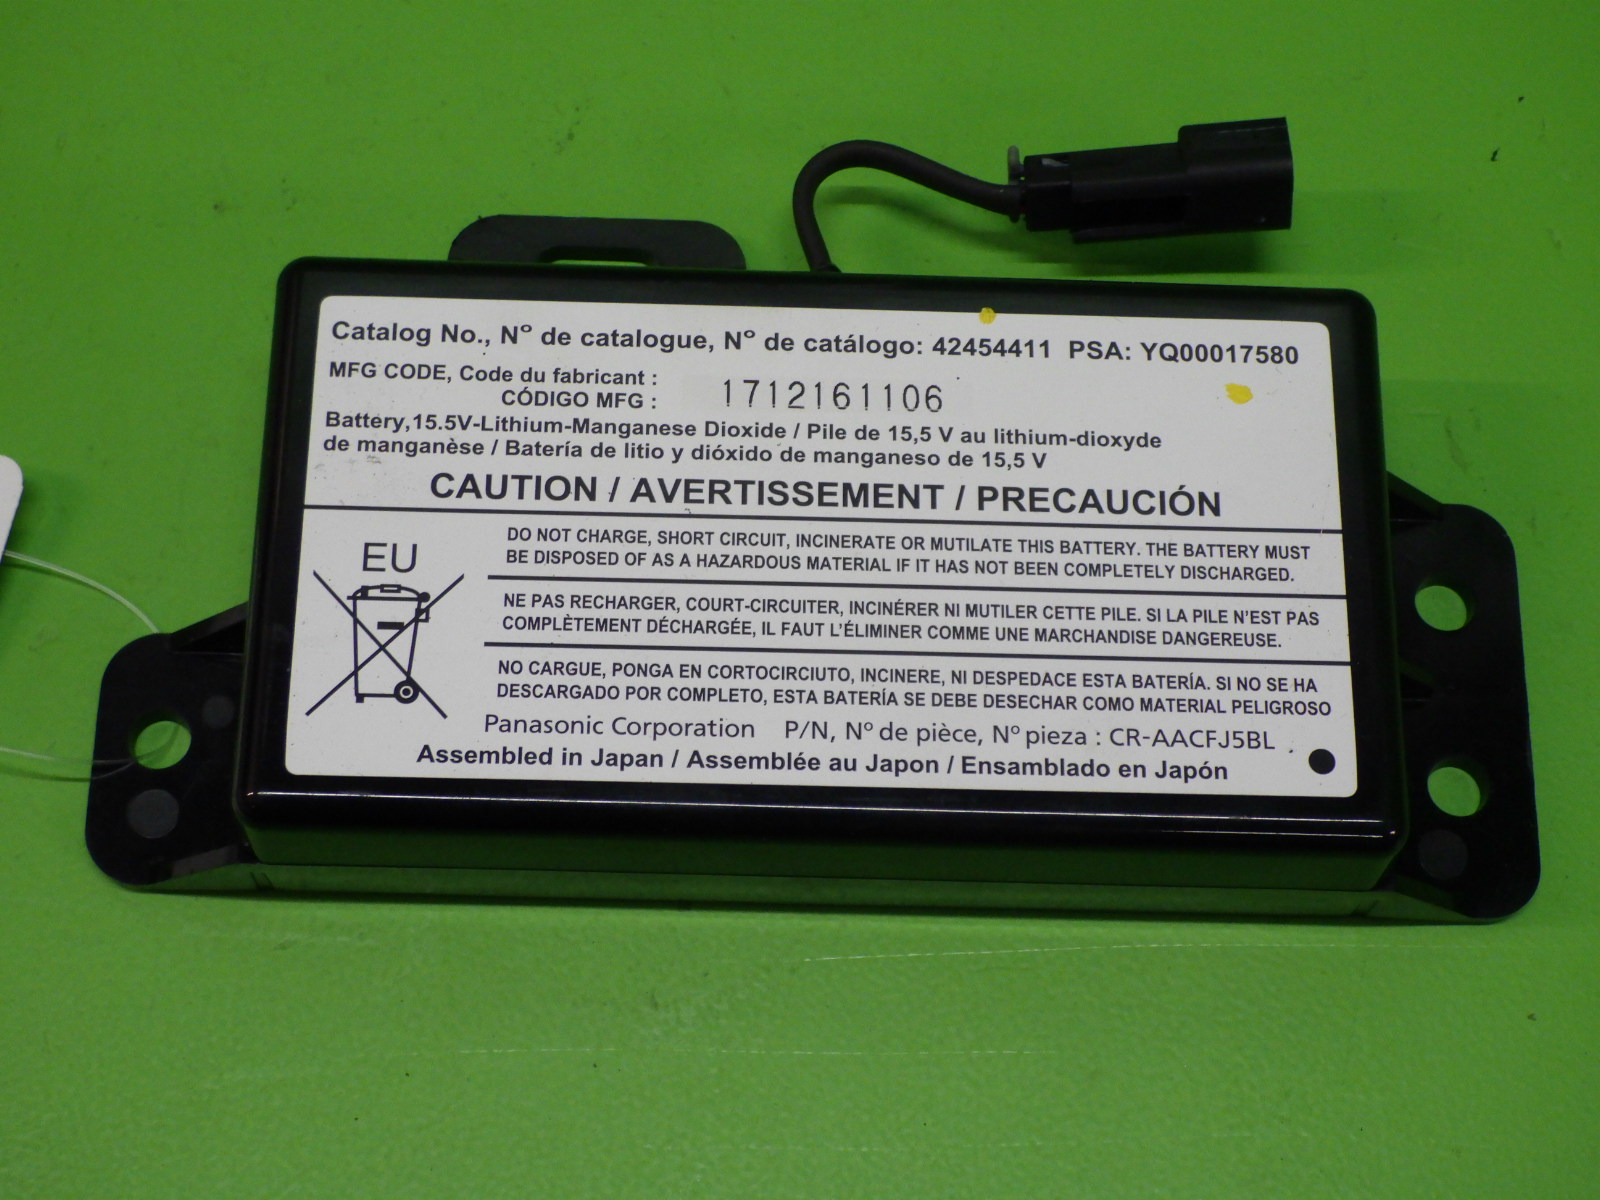 Catalog No., Nº de catalogue, Nº de catálogo: 42454411 PSA: YQ00017580
MFG CODE, Code du fabricant :
CÓDIGO MFG : 1712161106
Battery,15.5V-Lithium-Manganese Dioxide / Pile de 15,5 V au lithium-dioxyde
de manganèse / Batería de litio y dióxido de manganeso de 15,5 V
CAUTION / AVERTISSEMENT / PRECAUCIÓN
EU
DO NOT CHARGE, SHORT CIRCUIT, INCINERATE OR MUTILATE THIS BATTERY. THE BATTERY MUST
BE DISPOSED OF AS A HAZARDOUS MATERIAL IF IT HAS NOT BEEN COMPLETELY DISCHARGED.
NE PAS RECHARGER, COURT-CIRCUITER, INCINÉRER NI MUTILER CETTE PILE. SI LA PILE N'EST PAS
COMPLÈTEMENT DÉCHARGÉE, IL FAUT L'ÉLIMINER COMME UNE MARCHANDISE DANGEREUSE.
NO CARGUE, PONGA EN CORTOCIRCIUTO, INCINERE, NI DESPEDACE ESTA BATERÍA. SI NO SE HA
DESCARGADO POR COMPLETO, ESTA BATERÍA SE DEBE DESECHAR COMO MATERIAL PELIGROSO
Panasonic Corporation P/N, Nº de pièce, Nº pieza : CR-AACFJ5BL
Assembled in Japan / Assemblée au Japon / Ensamblado en Japón